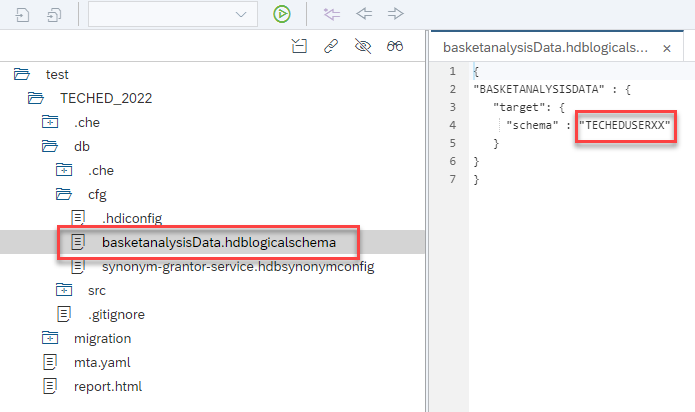 basketanalysisData.hdblogicals... ×
test
TECHED_2022
.che
db
.che
cfg
.hdiconfig
basketanalysisData.hdblogicalschema
synonym-grantor-service.hdbsynonymconfig
src
.gitignore
migration
mta.yaml
report.html
1 {
2 "BASKETANALYSISDATA" : {
3 "target": {
4 "schema" : "TECHEDUSERXX"
5 }
6 }
7 }